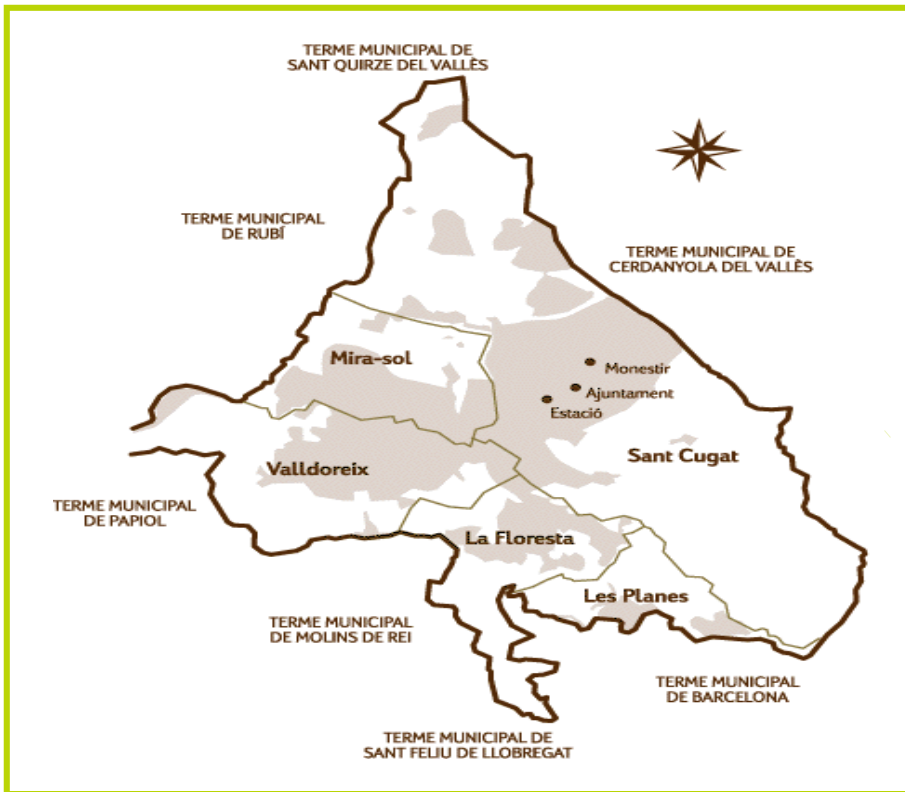 TERME MUNICIPAL DE
SANT QUIRZE DEL VALLÈS
TERME MUNICIPAL
DE RUBÍ
TERME MUNICIPAL DE
CERDANYOLA DEL VALLÈS
Mira-sol
Monestir
Ajuntament
Estació
Sant Cugat
Valldoreix
TERME MUNICIPAL
DE PAPIOL
La Floresta
Les Planes
TERME MUNICIPAL
DE MOLINS DE REI
TERME MUNICIPAL
DE BARCELONA
TERME MUNICIPAL DE
SANT FELIU DE LLOBREGAT